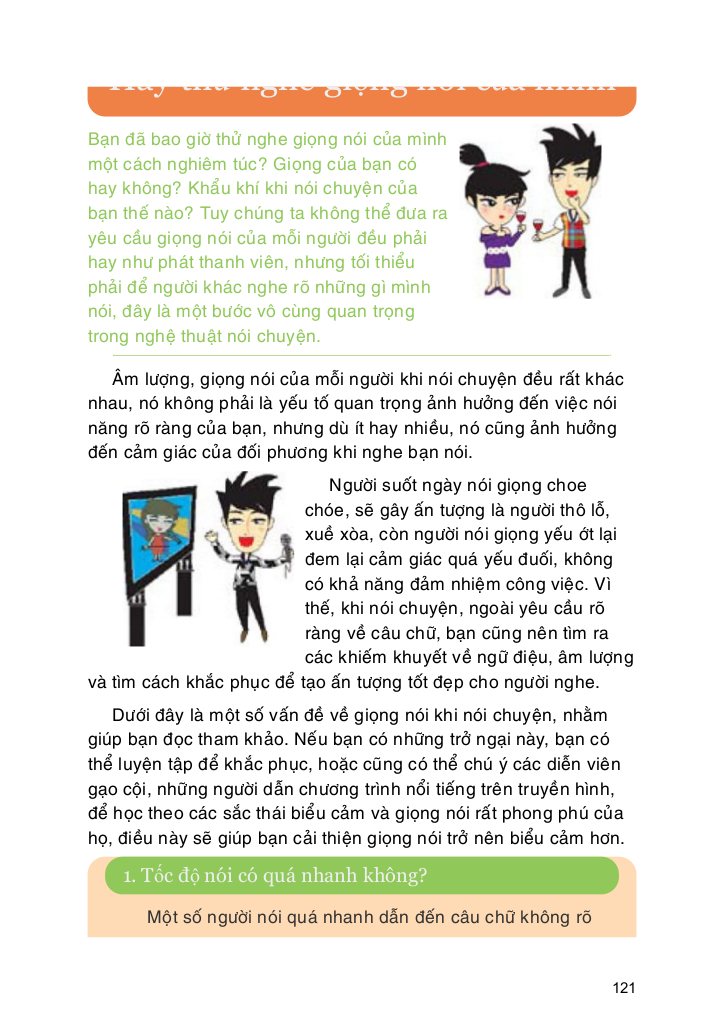 Hãy thử nghe giọng nói của mình
Bạn đã bao giờ thử nghe giọng nói của mình
một cách nghiêm túc? Giọng của bạn có
hay không? Khẩu khí khi nói chuyện của
bạn thế nào? Tuy chúng ta không thể đưa ra
yêu cầu giọng nói của mỗi người đều phải
hay như phát thanh viên, nhưng tối thiểu
phải để người khác nghe rõ những gì mình
nói, đây là một bước vô cùng quan trọng
trong nghệ thuật nói chuyện.
Âm lượng, giọng nói của mỗi người khi nói chuyện đều rất khác
nhau, nó không phải là yếu tố quan trọng ảnh hưởng đến việc nói
năng rõ ràng của bạn, nhưng dù ít hay nhiều, nó cũng ảnh hưởng
đến cảm giác của đối phương khi nghe bạn nói.
Người suốt ngày nói giọng choe
chóe, sẽ gây ấn tượng là người thô lỗ,
xuề xòa, còn người nói giọng yếu ớt lại
đem lại cảm giác quá yếu đuối, không
có khả năng đảm nhiệm công việc. Vì
thế, khi nói chuyện, ngoài yêu cầu rõ
ràng về câu chữ, bạn cũng nên tìm ra
các khiếm khuyết về ngữ điệu, âm lượng
và tìm cách khắc phục để tạo ấn tượng tốt đẹp cho người nghe.
Dưới đây là một số vấn đề về giọng nói khi nói chuyện, nhằm
giúp bạn đọc tham khảo. Nếu bạn có những trở ngại này, bạn có
thể luyện tập để khắc phục, hoặc cũng có thể chú ý các diễn viên
gạo cội, những người dẫn chương trình nổi tiếng trên truyền hình,
để học theo các sắc thái biểu cảm và giọng nói rất phong phú của
họ, điều này sẽ giúp bạn cải thiện giọng nói trở nên biểu cảm hơn.
1. Tốc độ nói có quá nhanh không?
Một số người nói quá nhanh dẫn đến câu chữ không rõ
121